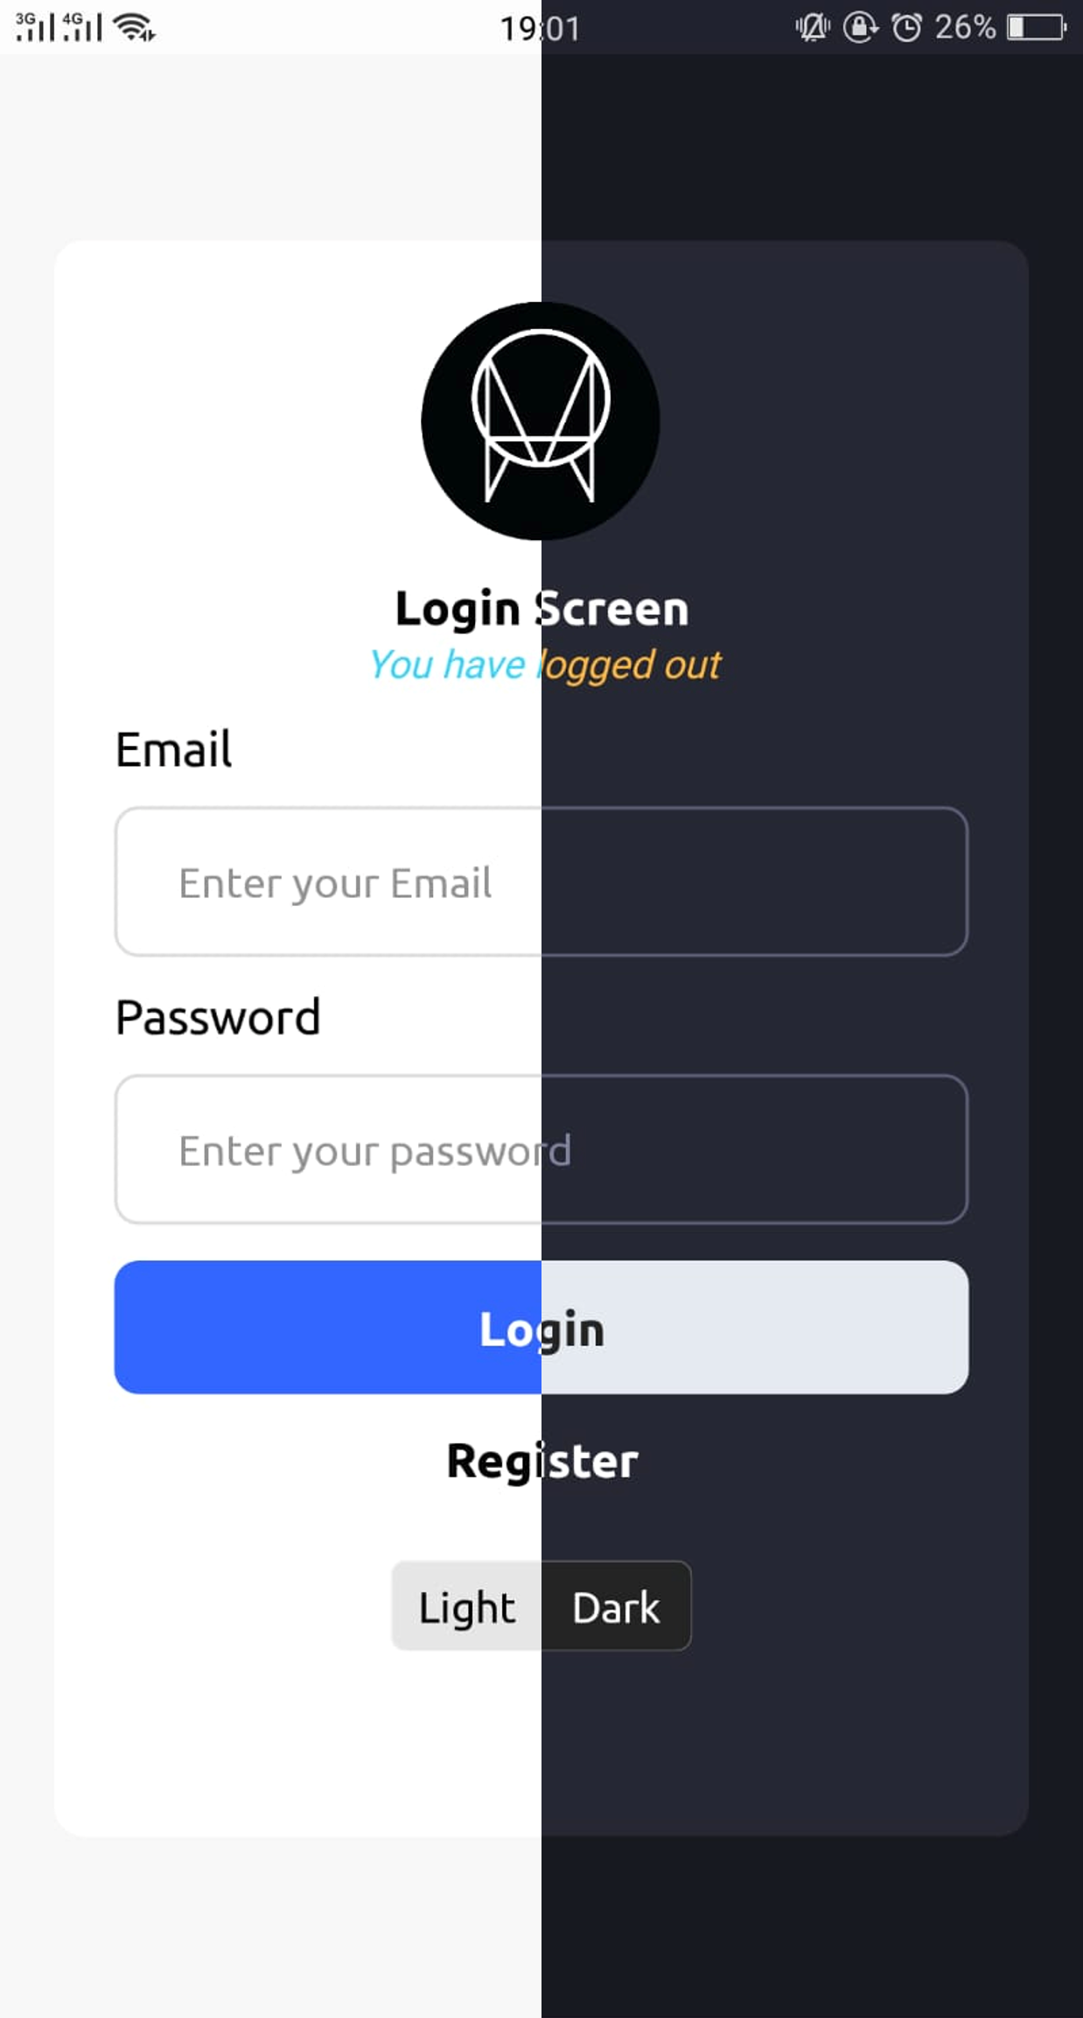 3G 4G 19:01 26%
Login Screen
You have logged out
Email
Enter your Email
Password
Enter your password
Login
Register
Light Dark